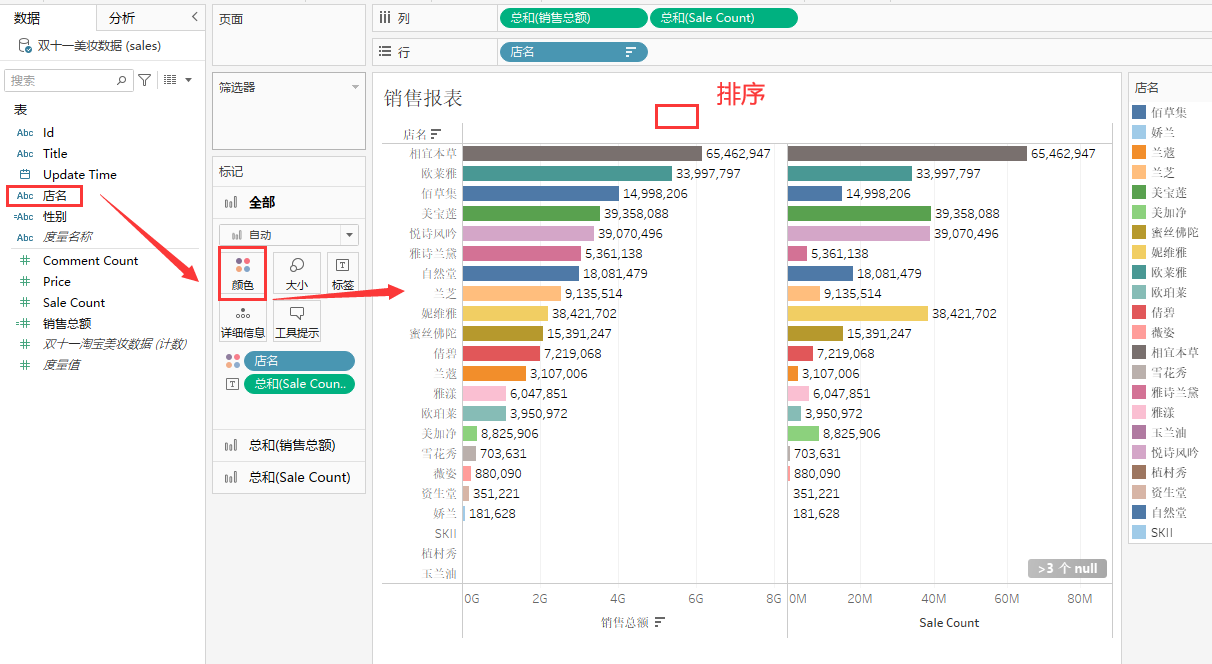 数据
分析
双十一美妆数据 (sales)
搜索
表
Abc Id
Abc Title
Update Time
Abc 店名
=Abc 性别
Abc 度量名称
Comment Count
Price
Sale Count
销售总额
双十一淘宝美妆数据 (计数)
度量值
页面
筛选器
标记
全部
自动
颜色
大小
标签
详细信息
工具提示
店名
总和(Sale Coun..
总和(销售总额)
总和(Sale Count)
列
总和(销售总额)
总和(Sale Count)
行
店名
销售报表
排序
店名
相宜本草 65,462,947 65,462,947
欧莱雅 33,997,797 33,997,797
佰草集 14,998,206 14,998,206
美宝莲 39,358,088 39,358,088
悦诗风吟 39,070,496 39,070,496
雅诗兰黛 5,361,138 5,361,138
自然堂 18,081,479 18,081,479
兰芝 9,135,514 9,135,514
妮维雅 38,421,702 38,421,702
蜜丝佛陀 15,391,247 15,391,247
倩碧 7,219,068 7,219,068
兰蔻 3,107,006 3,107,006
雅漾 6,047,851 6,047,851
欧珀莱 3,950,972 3,950,972
美加净 8,825,906 8,825,906
雪花秀 703,631 703,631
薇姿 880,090 880,090
资生堂 351,221 351,221
娇兰 181,628 181,628
SKII
植村秀
玉兰油
>3 个 null
0G 2G 4G 6G 8G 0M 20M 40M 60M 80M
销售总额
Sale Count
店名
佰草集
娇兰
兰蔻
兰芝
美宝莲
美加净
蜜丝佛陀
妮维雅
欧莱雅
欧珀莱
倩碧
薇姿
相宜本草
雪花秀
雅诗兰黛
雅漾
玉兰油
悦诗风吟
植村秀
资生堂
自然堂
SKII